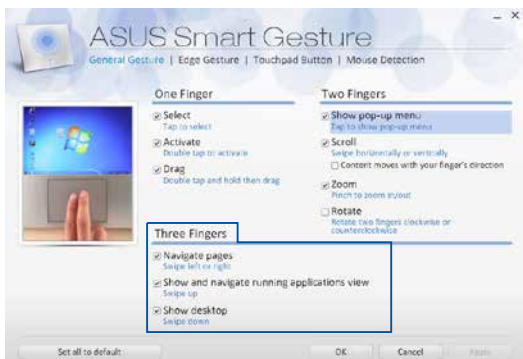 ASUS Smart Gesture
General Gesture | Edge Gesture | Touchpad Button | Mouse Detection
One Finger
Select
Tap to select
Activate
Double tap to activate
Drag
Double tap and hold then drag
Two Fingers
Show pop-up menu
Tap to show pop-up menu
Scroll
Swipe horizontally or vertically
Content moves with your finger's direction
Zoom
Pinch to zoom in/out
Rotate
Rotate two fingers clockwise or
counterclockwise
Three Fingers
Navigate pages
Swipe left or right
Show and navigate running applications view
Swipe up
Show desktop
Swipe down
Set all to default
OK
Cancel
Apply